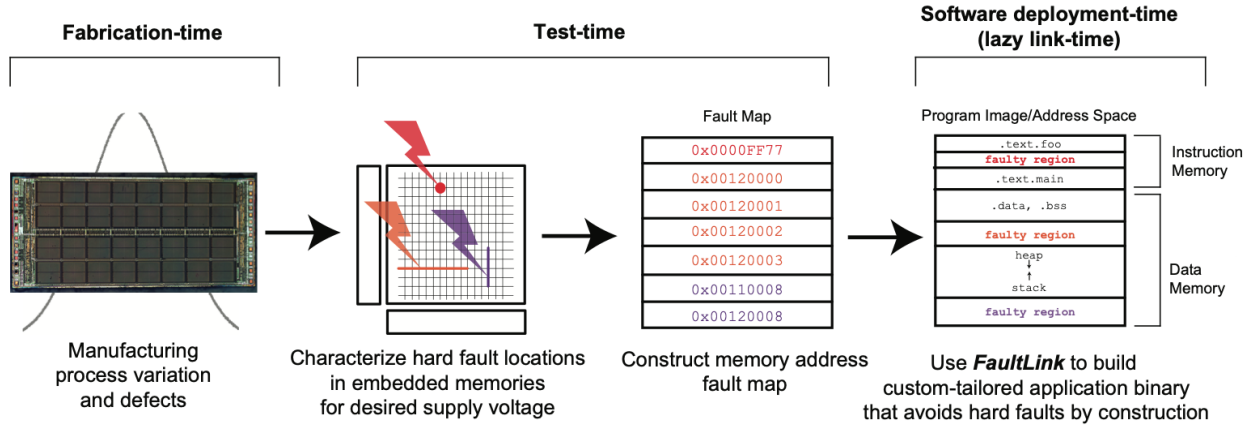 Fabrication-time
Test-time
Software deployment-time
(lazy link-time)
Manufacturing
process variation
and defects
Characterize hard fault locations
in embedded memories
for desired supply voltage
Fault Map
0x0000FF77
0x00120000
0x00120001
0x00120002
0x00120003
0x00110008
0x00120008
Construct memory address
fault map
Program Image/Address Space
.text.foo
faulty region
.text.main
.data, .bss
faulty region
heap
stack
faulty region
Instruction
Memory
Data
Memory
Use FaultLink to build
custom-tailored application binary
that avoids hard faults by construction